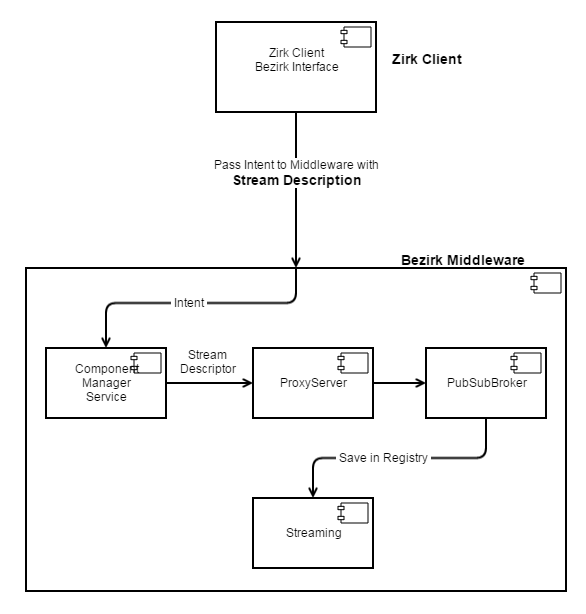 Zirk Client
Bezirk Interface
Zirk Client
Pass Intent to Middleware with
Stream Description
Bezirk Middleware
Intent
Component
Manager
Service
Stream
Descriptor
ProxyServer
PubSubBroker
Save in Registry
Streaming